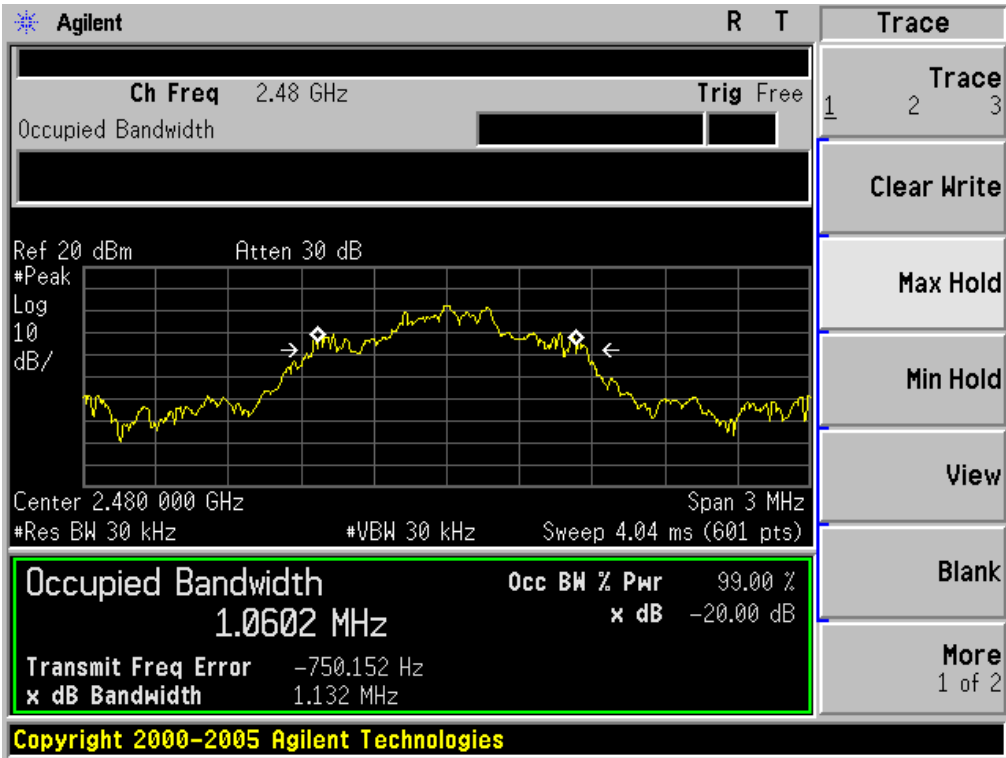 Agilent R T
Trace
Ch Freq 2.48 GHz Trig Free
Occupied Bandwidth
Trace
1 2 3
Clear Write
Max Hold
Min Hold
View
Blank
More
1 of 2
Ref 20 dBm Atten 30 dB
#Peak
Log
10
dB/
Center 2.480 000 GHz Span 3 MHz
#Res BW 30 kHz #VBW 30 kHz Sweep 4.04 ms (601 pts)
Occupied Bandwidth Occ BW % Pwr 99.00 %
1.0602 MHz x dB -20.00 dB
Transmit Freq Error -750.152 Hz
x dB Bandwidth 1.132 MHz
Copyright 2000-2005 Agilent Technologies